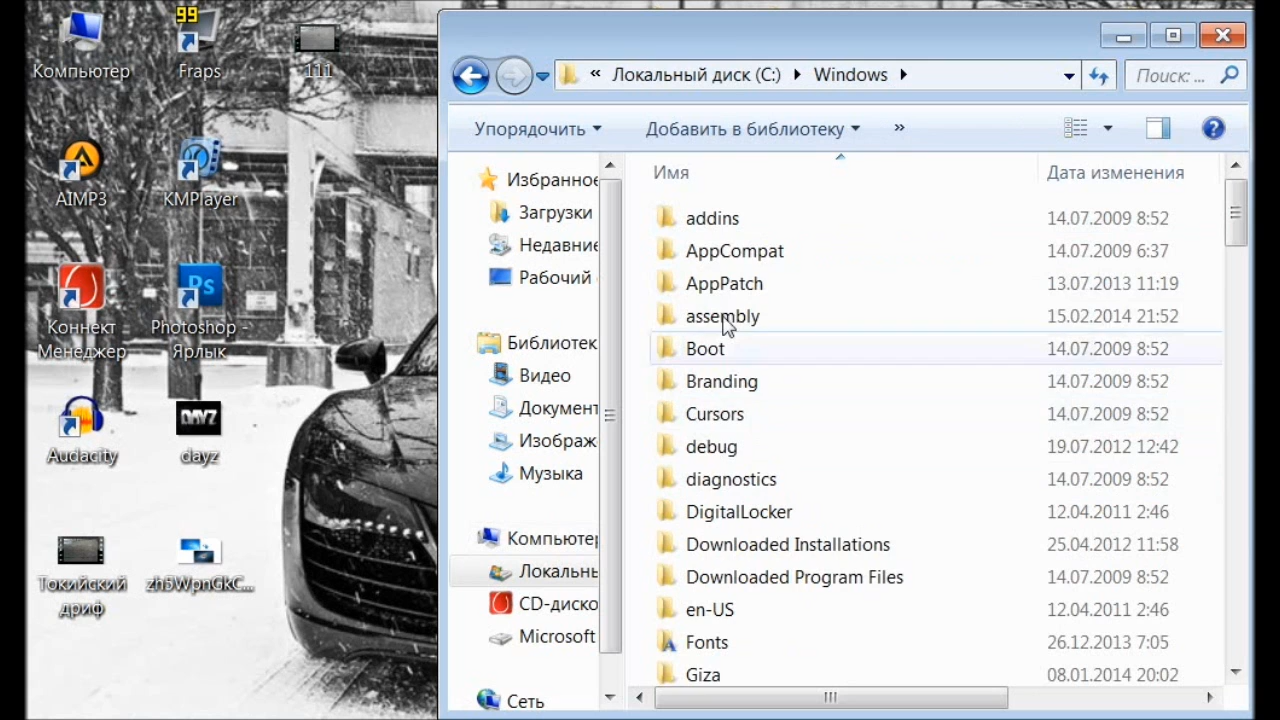 99
Компьютер
Fraps
111
AIMP3
KMPlayer
Коннект
Менеджер
Ps
Photoshop -
Ярлык
Audacity
DAYZ
dayz
Токийский
дриф
zh5WpnGkC...
« Локальный диск (C:) Windows
Поиск: ...
Упорядочить
Добавить в библиотеку
»
?
Избранное
Загрузки
Недавние
Рабочий
Библиотек
Видео
Документ
Изображ
Музыка
Компьютер
Локальн
CD-диско
Microsoft
Сеть
Имя Дата изменения
addins 14.07.2009 8:52
AppCompat 14.07.2009 6:37
AppPatch 13.07.2013 11:19
assembly 15.02.2014 21:52
Boot 14.07.2009 8:52
Branding 14.07.2009 8:52
Cursors 14.07.2009 8:52
debug 19.07.2012 12:42
diagnostics 14.07.2009 8:52
DigitalLocker 12.04.2011 2:46
Downloaded Installations 25.04.2012 11:58
Downloaded Program Files 14.07.2009 8:52
en-US 12.04.2011 2:46
Fonts 26.12.2013 7:05
Giza 08.01.2014 20:02